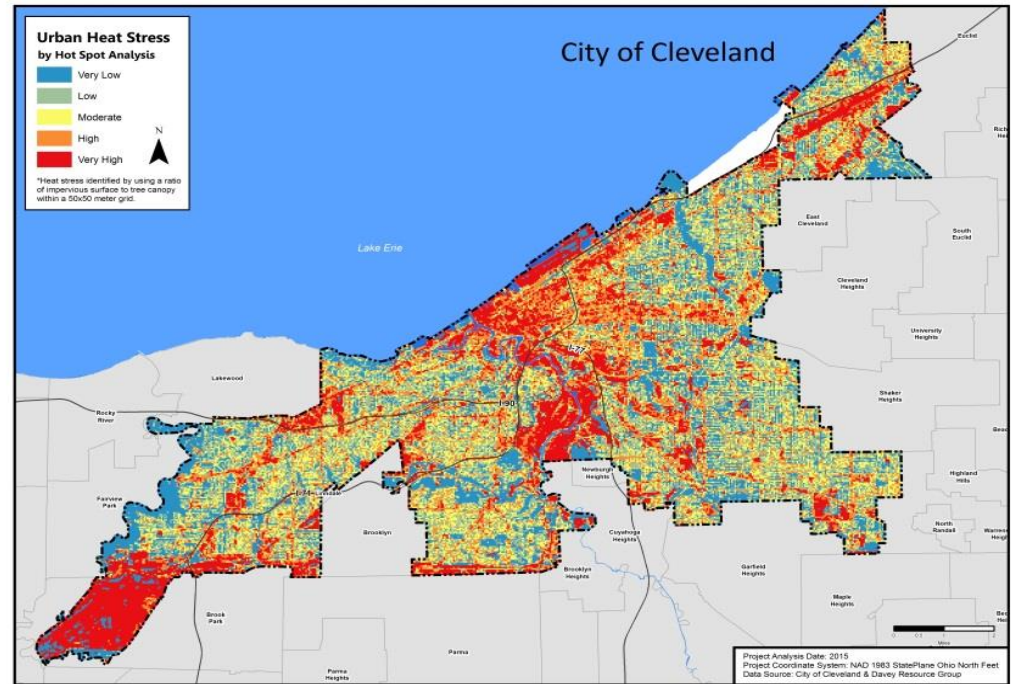 Urban Heat Stress
by Hot Spot Analysis
Very Low
Low
Moderate
High
Very High
N
*Heat stress identified by using a ratio
of impervious surface to tree canopy
within a 50x50 meter grid.
City of Cleveland
Euclid
East
Cleveland
South
Euclid
Lake Erie
Cleveland
Heights
University
Heights
I-77
Lakewood
Shaker
Heights
Rocky
River
I-90
Highland
Hills
Newburgh
Heights
Fairview
Park
Linndale
North
Randall
Brooklyn
Cuyahoga
Heights
Garfield
Heights
Brooklyn
Heights
Maple
Heights
Brook
Park
Parma
Parma
Heights
Miles
Project Analysis Date: 2015
Project Coordinate System: NAD 1983 StatePlane Ohio North Feet
Data Source: City of Cleveland & Davey Resource Group